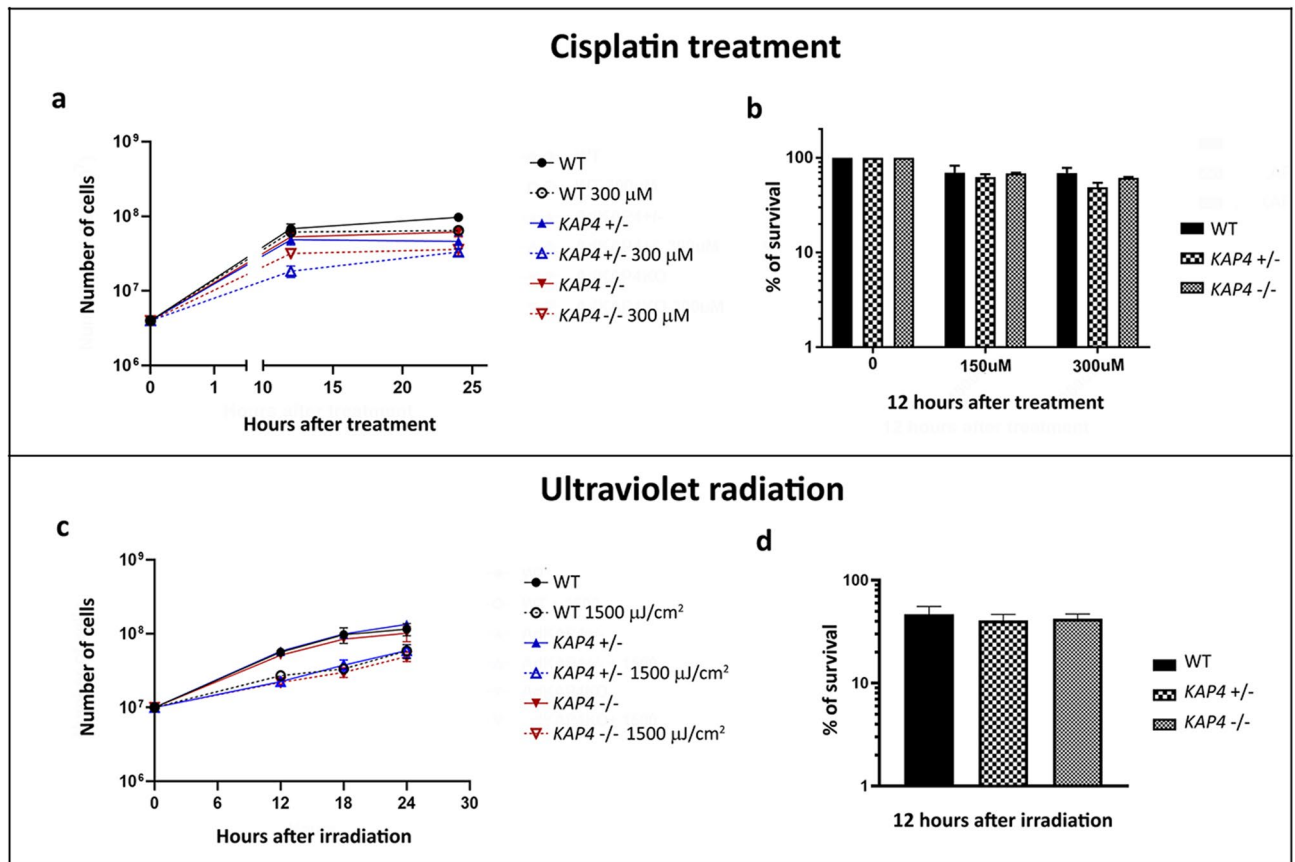 Cisplatin treatment
a
Number of cells
10⁹
10⁸
10⁷
10⁶
0 1 10 15 20 25
Hours after treatment
WT
WT 300 µM
KAP4 +/-
KAP4 +/- 300 µM
KAP4 -/-
KAP4 -/- 300 µM
b
% of survival
100
10
1
0 150uM 300uM
12 hours after treatment
WT
KAP4 +/-
KAP4 -/-
Ultraviolet radiation
c
Number of cells
10⁹
10⁸
10⁷
10⁶
0 6 12 18 24 30
Hours after irradiation
WT
WT 1500 µJ/cm²
KAP4 +/-
KAP4 +/- 1500 µJ/cm²
KAP4 -/-
KAP4 -/- 1500 µJ/cm²
d
% of survival
100
10
1
12 hours after irradiation
WT
KAP4 +/-
KAP4 -/-